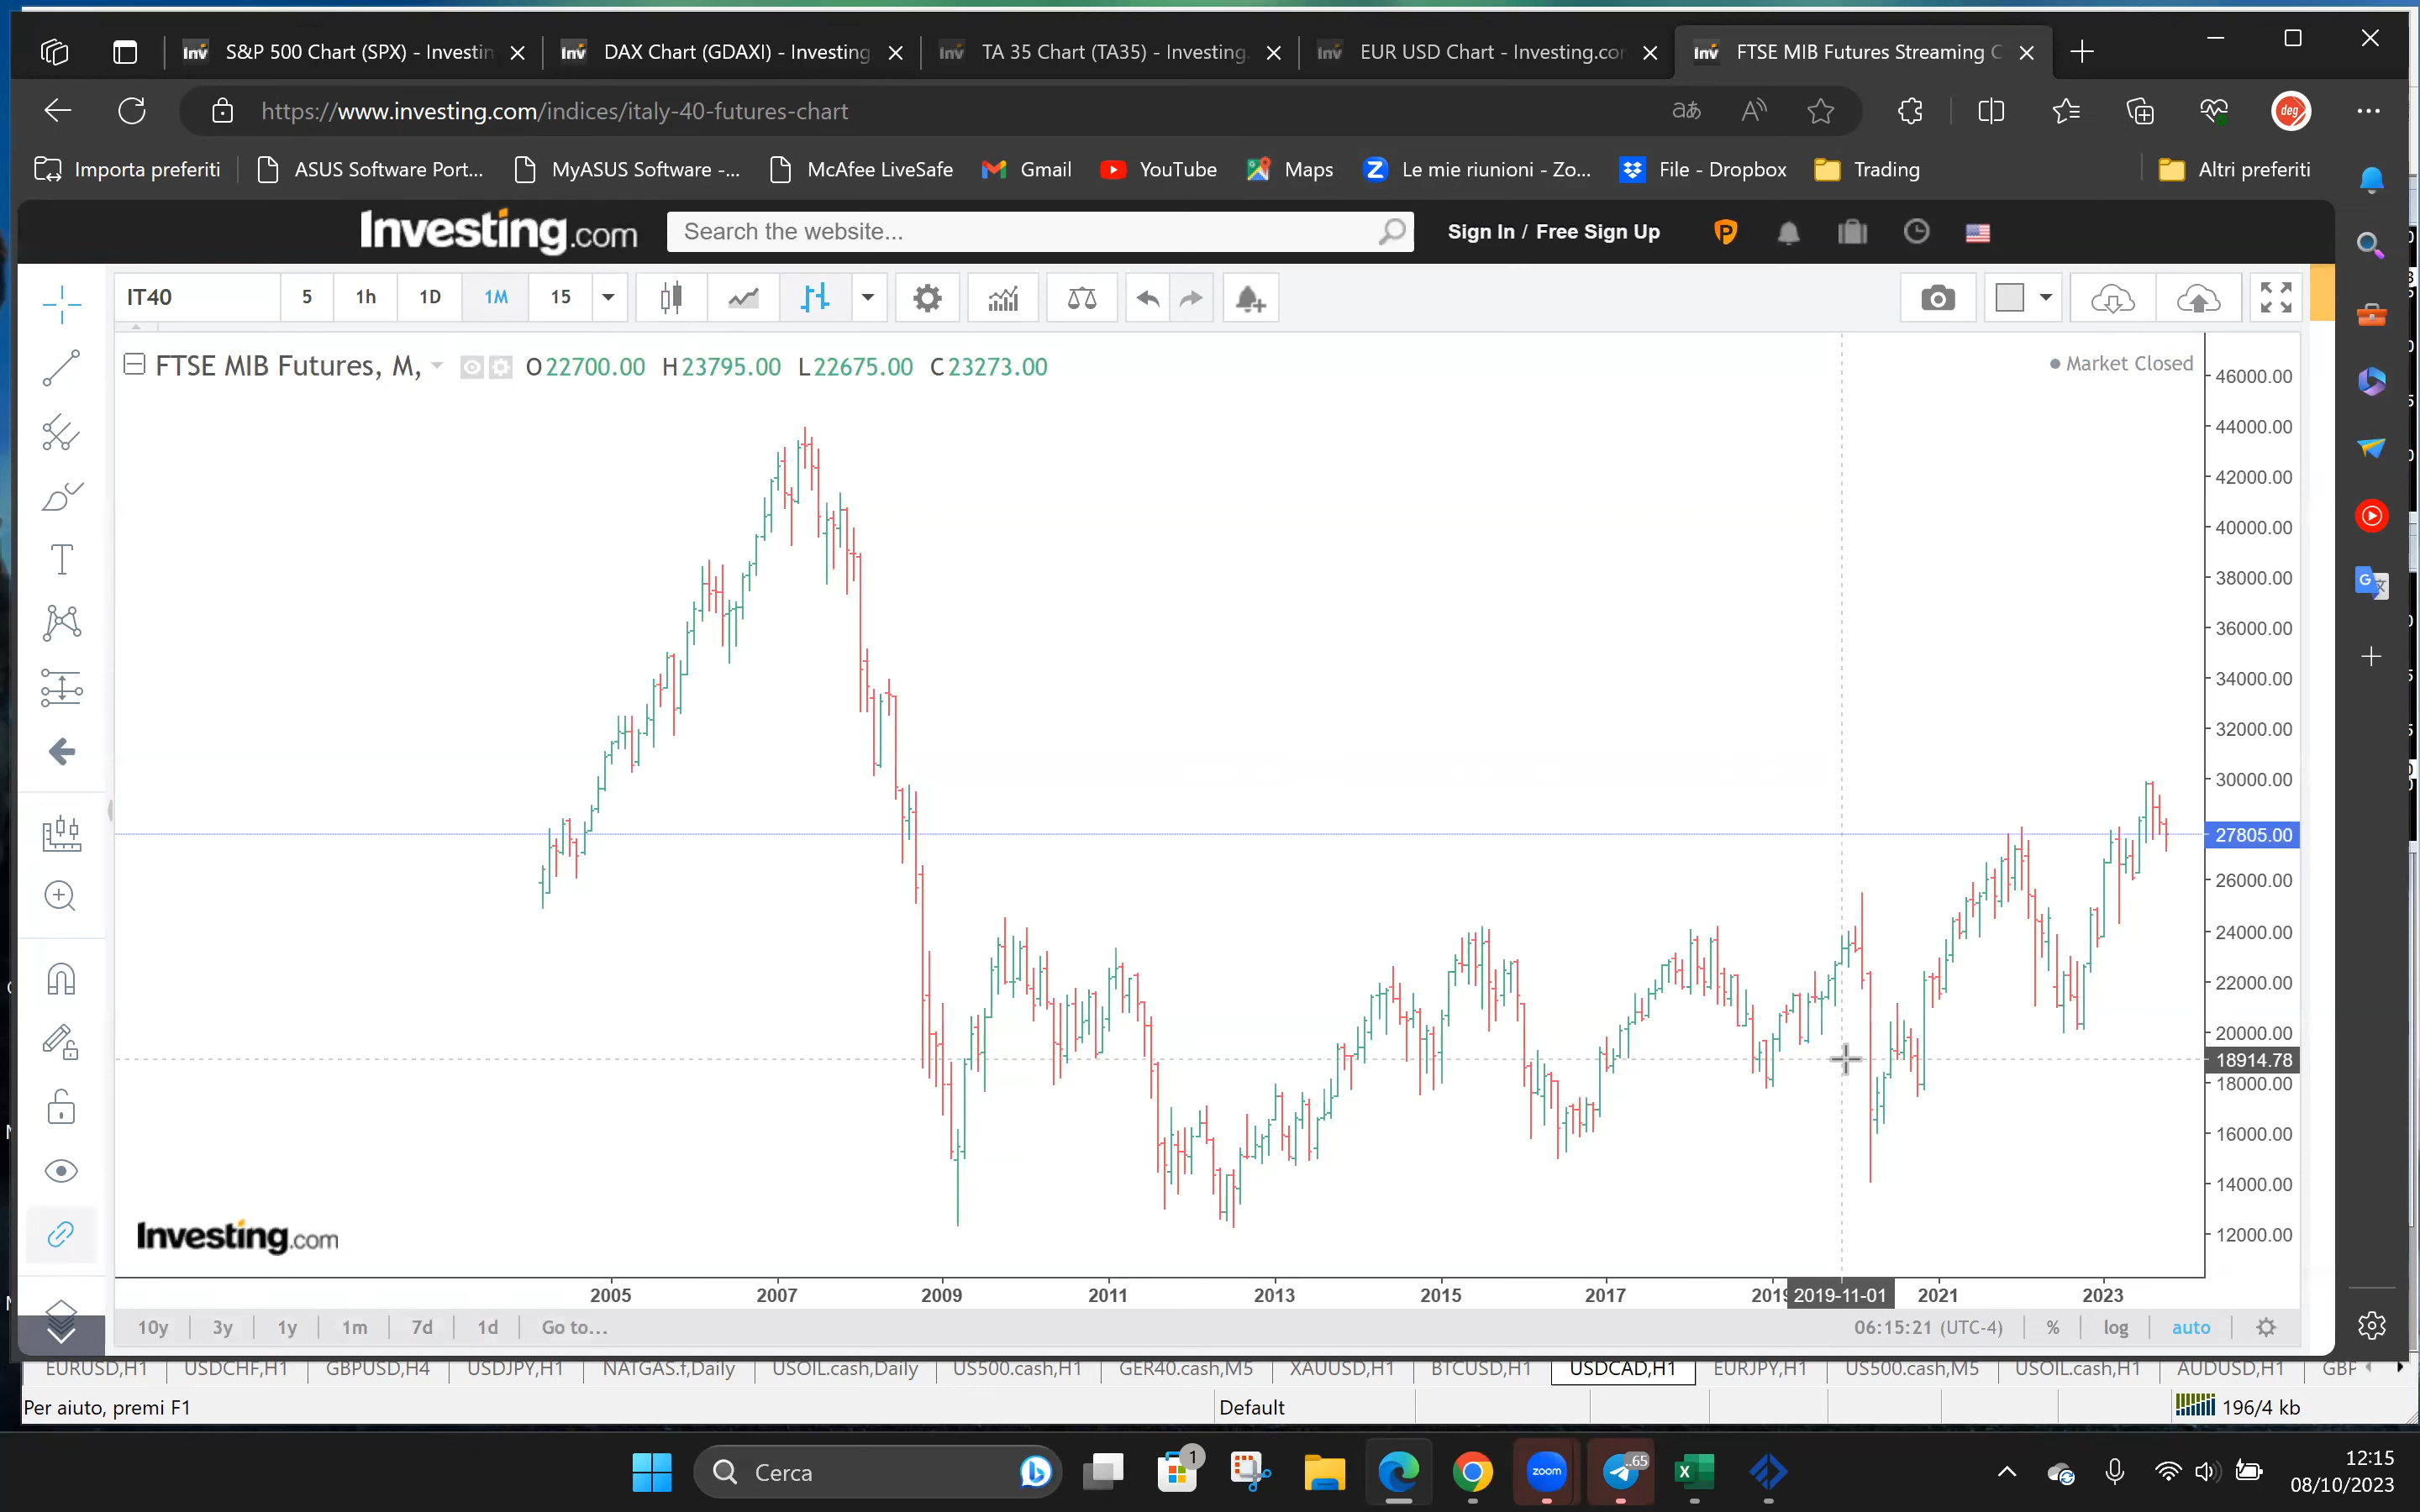 S&P 500 Chart (SPX) - Investin
DAX Chart (GDAXI) - Investing
TA 35 Chart (TA35) - Investing.
EUR USD Chart - Investing.cor
FTSE MIB Futures Streaming C
https://www.investing.com/indices/italy-40-futures-chart
Importa preferiti
ASUS Software Port...
MyASUS Software -...
McAfee LiveSafe
Gmail
YouTube
Maps
Le mie riunioni - Zo...
File - Dropbox
Trading
Altri preferiti
Investing.com
Search the website...
Sign In / Free Sign Up
IT40
5
1h
1D
1M
15
FTSE MIB Futures, M,
O22700.00 H23795.00 L22675.00 C23273.00
Market Closed
46000.00
44000.00
42000.00
40000.00
38000.00
36000.00
34000.00
32000.00
30000.00
27805.00
26000.00
24000.00
22000.00
20000.00
18914.78
18000.00
16000.00
14000.00
12000.00
Investing.com
2005
2007
2009
2011
2013
2015
2017
2019-11-01
2021
2023
10y
3y
1y
1m
7d
1d
Go to...
06:15:21 (UTC-4)
%
log
auto
EURUSD,H1
USDCHF,H1
GBPUSD,H4
USDJPY,H1
NATGAS.f,Daily
USOIL.cash,Daily
US500.cash,H1
GER40.cash,M5
XAUUSD,H1
BTCUSD,H1
USDCAD,H1
EURJPY,H1
US500.cash,M5
USOIL.cash,H1
AUDUSD,H1
GBP
Per aiuto, premi F1
Default
196/4 kb
Cerca
1
zoom
..65
12:15
08/10/2023